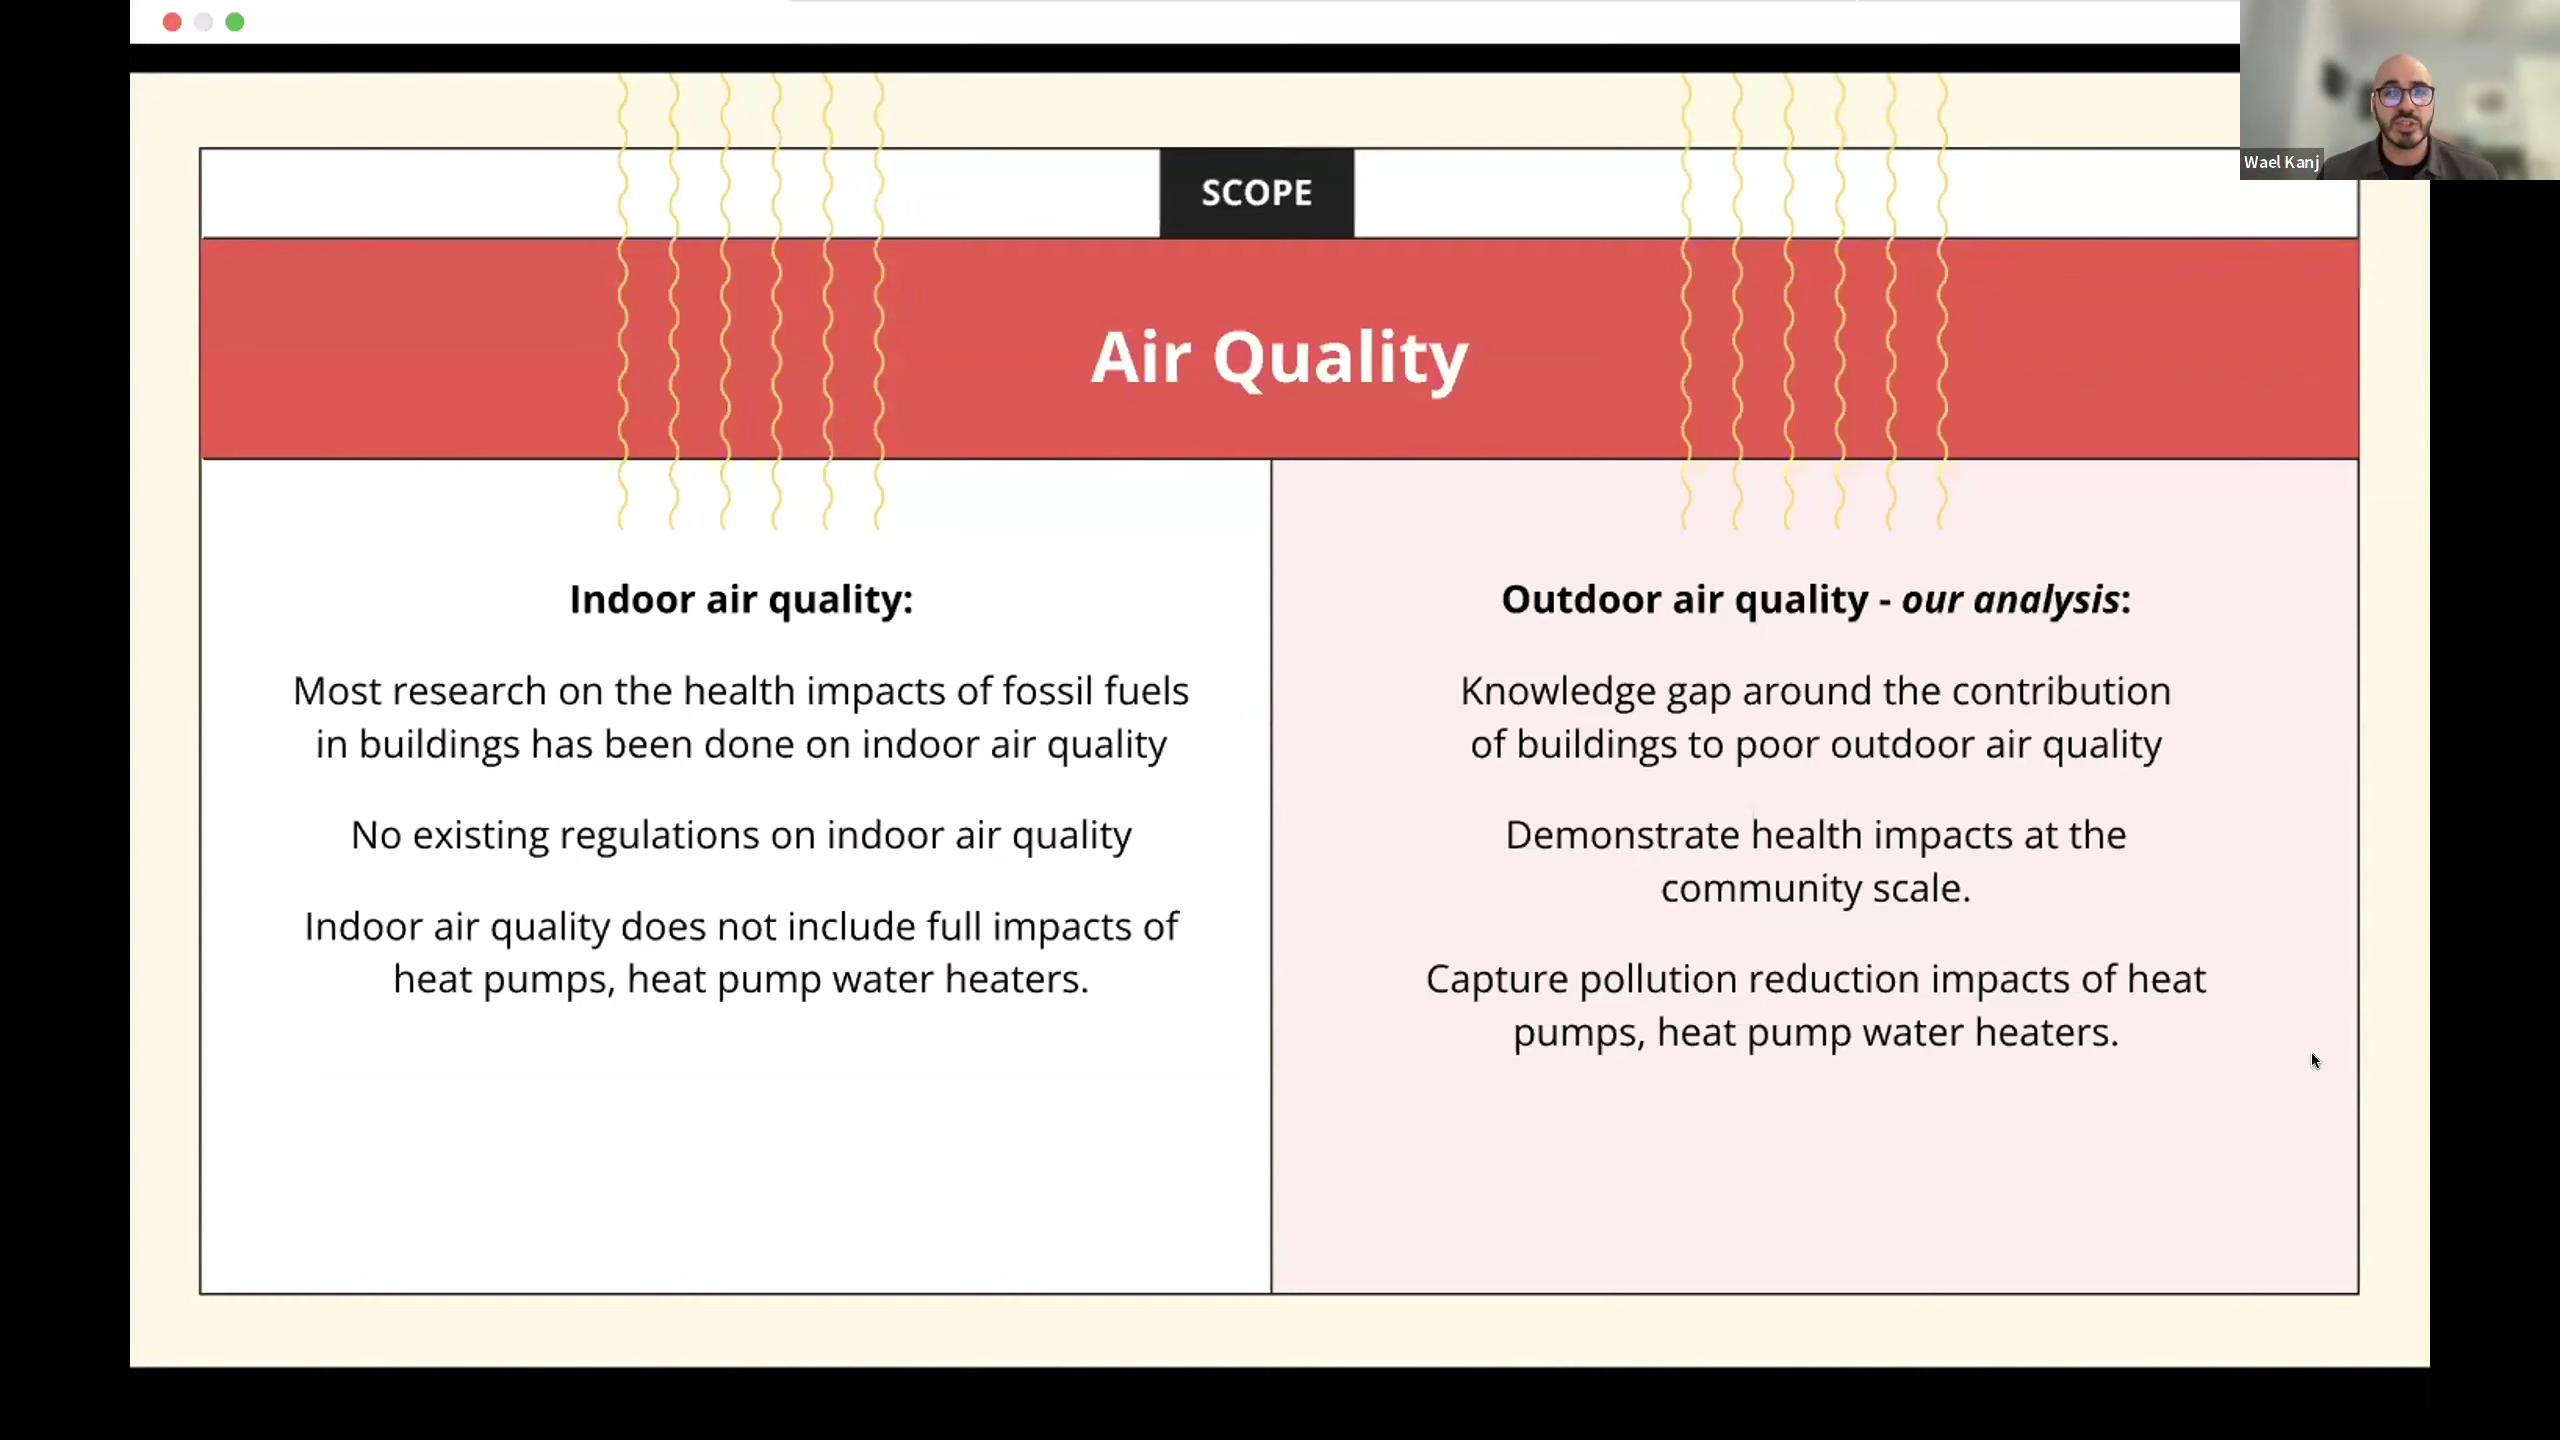 Wael Kanj
SCOPE
Air Quality
Indoor air quality:
Most research on the health impacts of fossil fuels
in buildings has been done on indoor air quality
No existing regulations on indoor air quality
Indoor air quality does not include full impacts of
heat pumps, heat pump water heaters.
Outdoor air quality - our analysis:
Knowledge gap around the contribution
of buildings to poor outdoor air quality
Demonstrate health impacts at the
community scale.
Capture pollution reduction impacts of heat
pumps, heat pump water heaters.